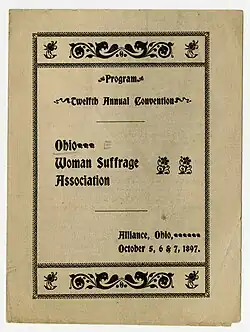 Program
Twelfth Annual Convention
Ohio
Woman Suffrage
Association
Alliance, Ohio,
October 5, 6 & 7, 1897.